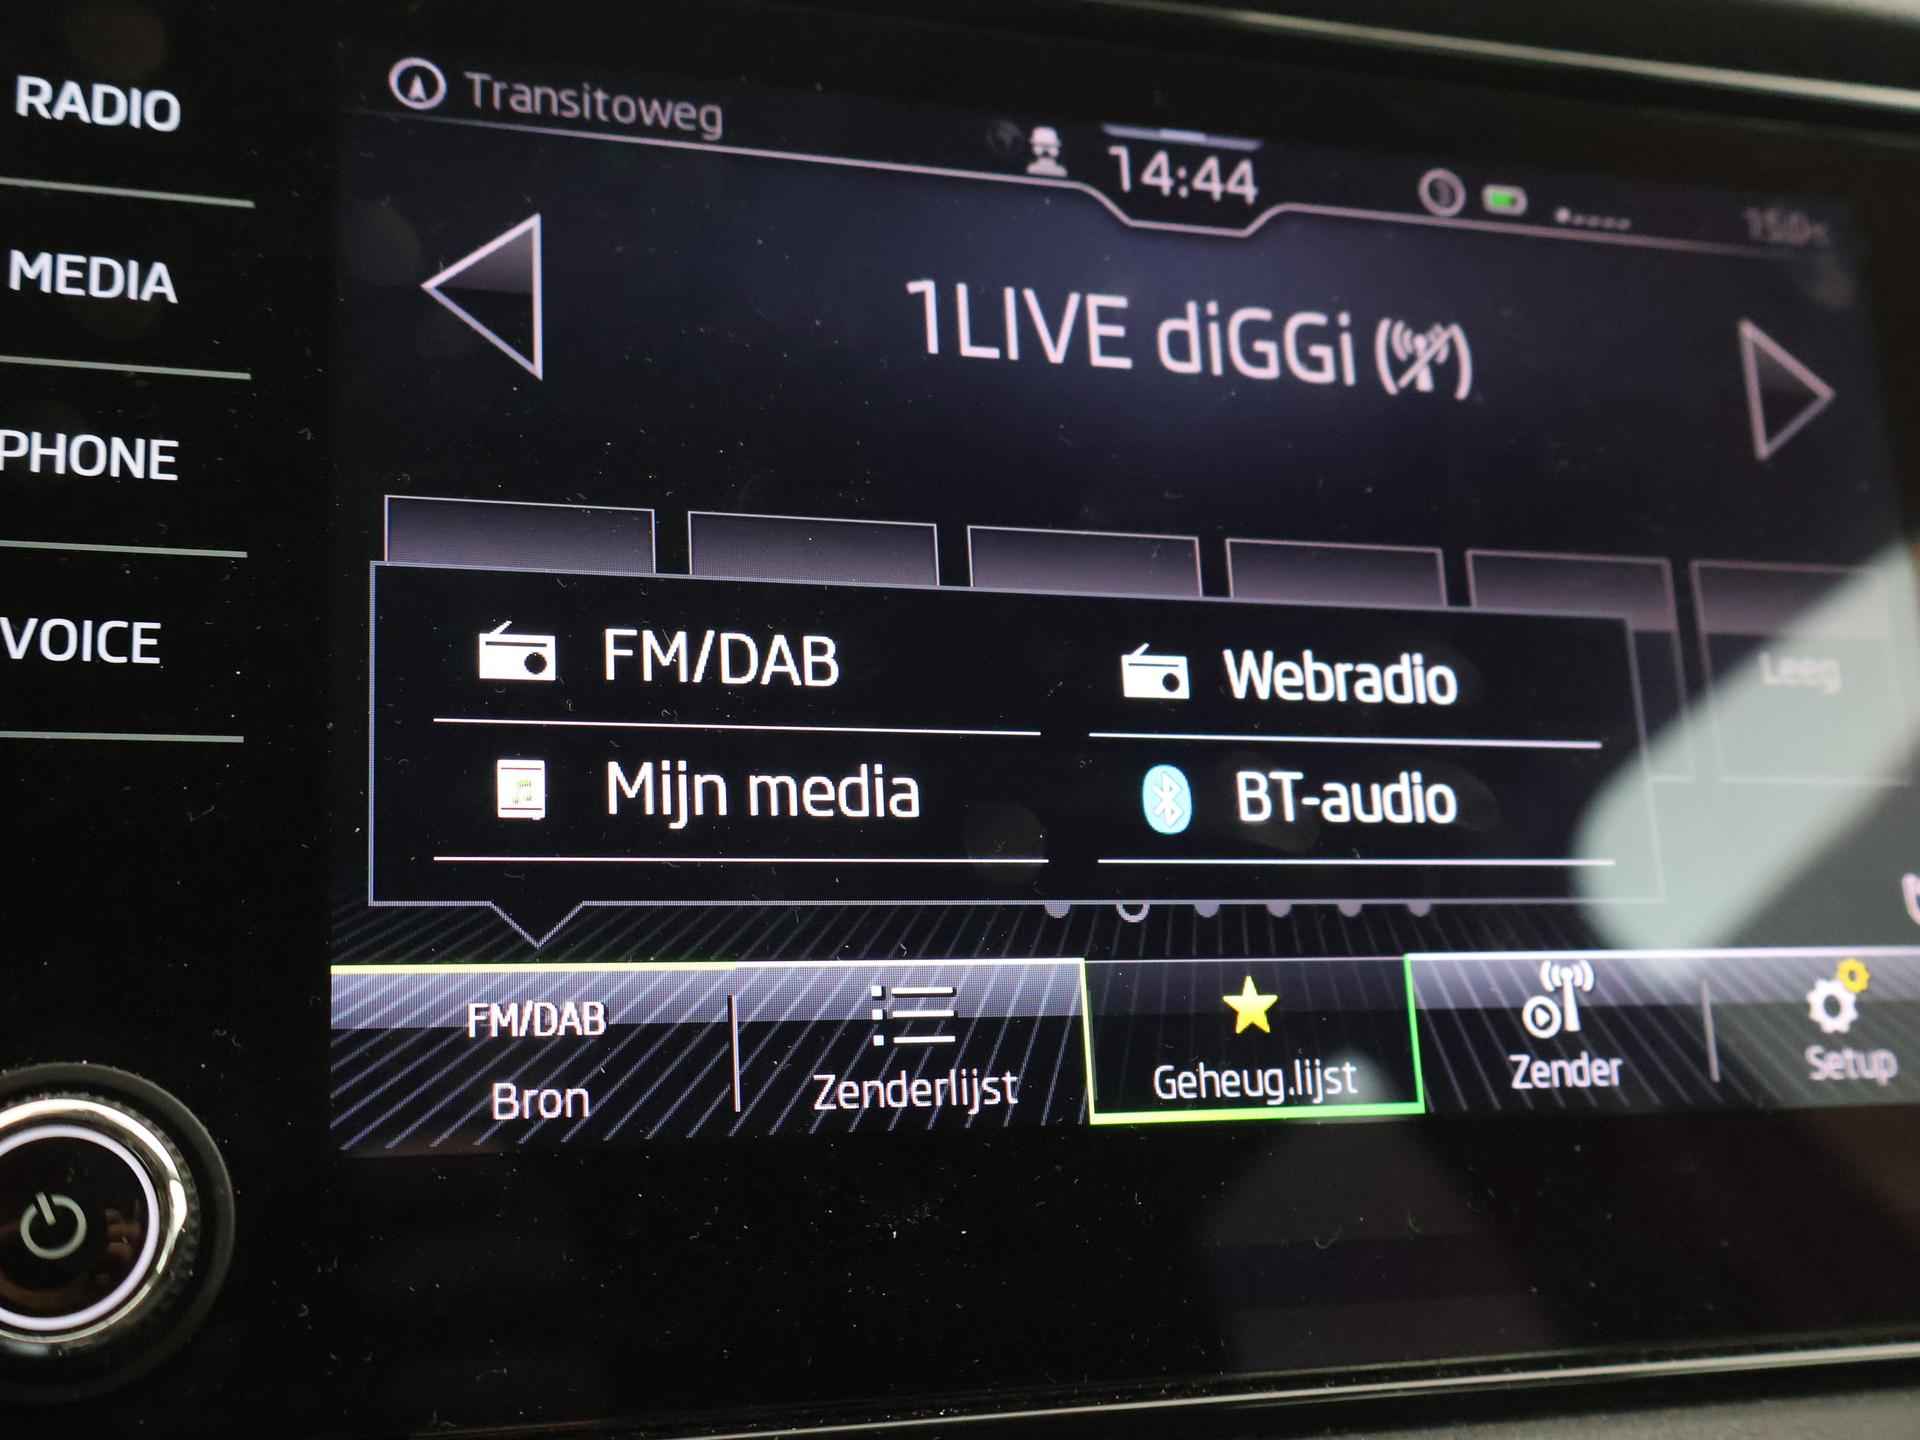 RADIO
MEDIA
PHONE
VOICE
Transitoweg
14:44
1LIVE diGGi
FM/DAB
Webradio
Mijn media
BT-audio
Leeg
FM/DAB
Bron
Zenderlijst
Geheug.lijst
Zender
Setup